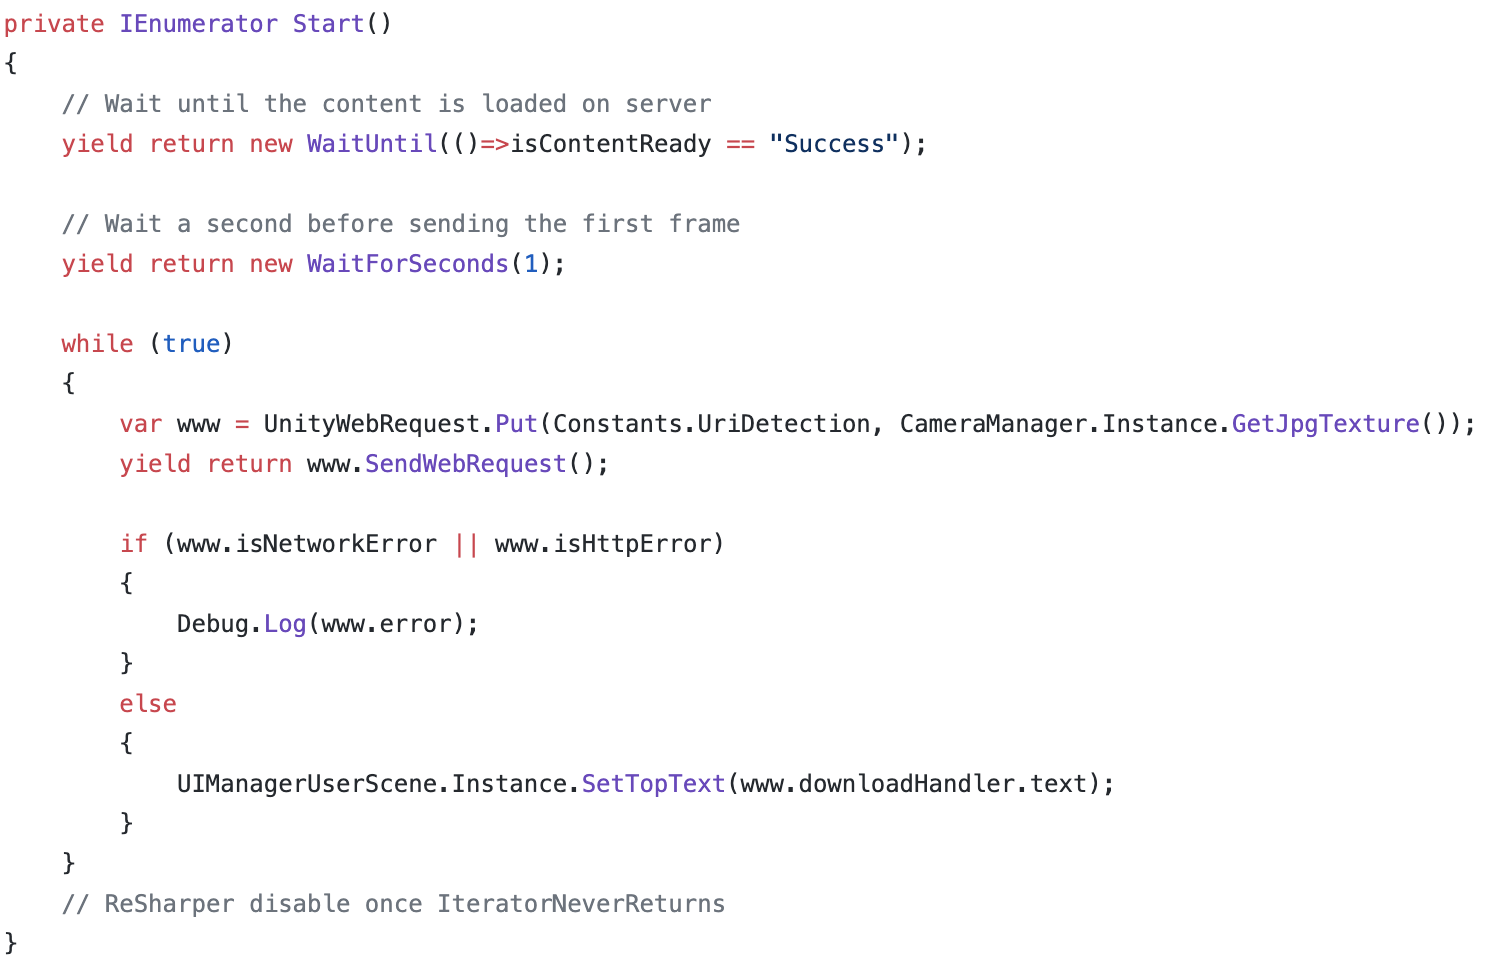 private IEnumerator Start()
{
    // Wait until the content is loaded on server
    yield return new WaitUntil(()=>isContentReady == "Success");

    // Wait a second before sending the first frame
    yield return new WaitForSeconds(1);

    while (true)
    {
        var www = UnityWebRequest.Put(Constants.UriDetection, CameraManager.Instance.GetJpgTexture());
        yield return www.SendWebRequest();

        if (www.isNetworkError || www.isHttpError)
        {
            Debug.Log(www.error);
        }
        else
        {
            UIManagerUserScene.Instance.SetTopText(www.downloadHandler.text);
        }
    }
    // ReSharper disable once IteratorNeverReturns
}